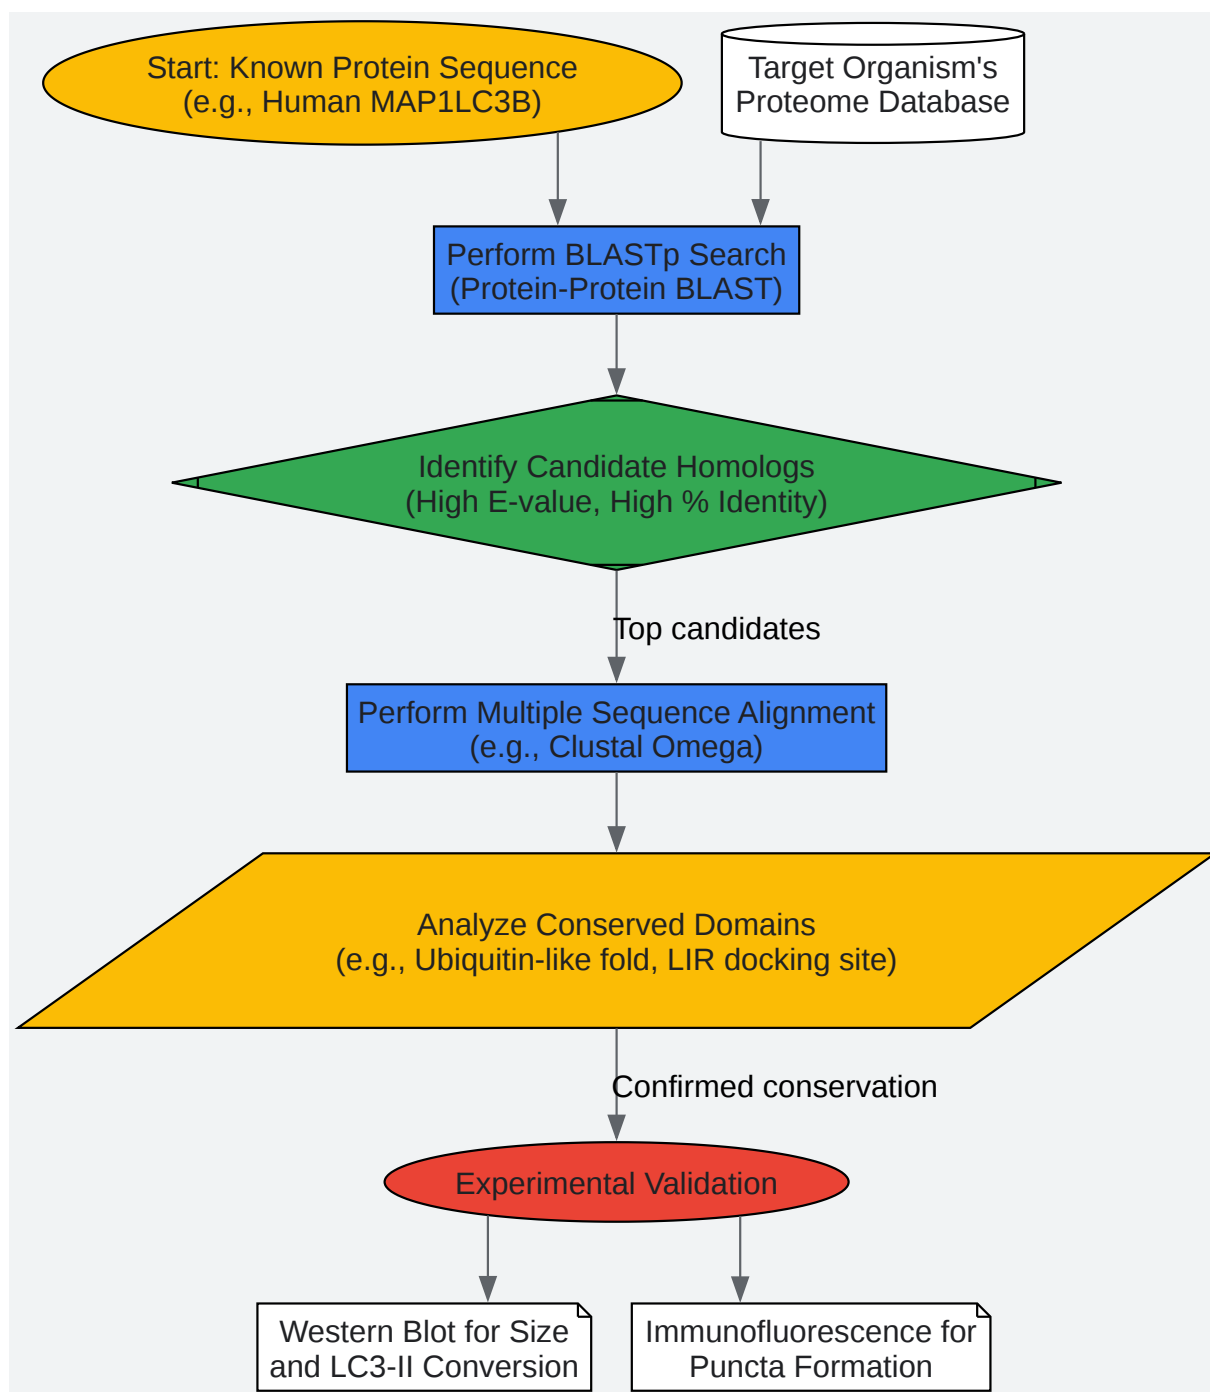 Start: Known Protein Sequence
(e.g., Human MAP1LC3B)
Target Organism's
Proteome Database
Perform BLASTp Search
(Protein-Protein BLAST)
Identify Candidate Homologs
(High E-value, High % Identity)
Top candidates
Perform Multiple Sequence Alignment
(e.g., Clustal Omega)
Analyze Conserved Domains
(e.g., Ubiquitin-like fold, LIR docking site)
Confirmed conservation
Experimental Validation
Western Blot for Size
and LC3-II Conversion
Immunofluorescence for
Puncta Formation